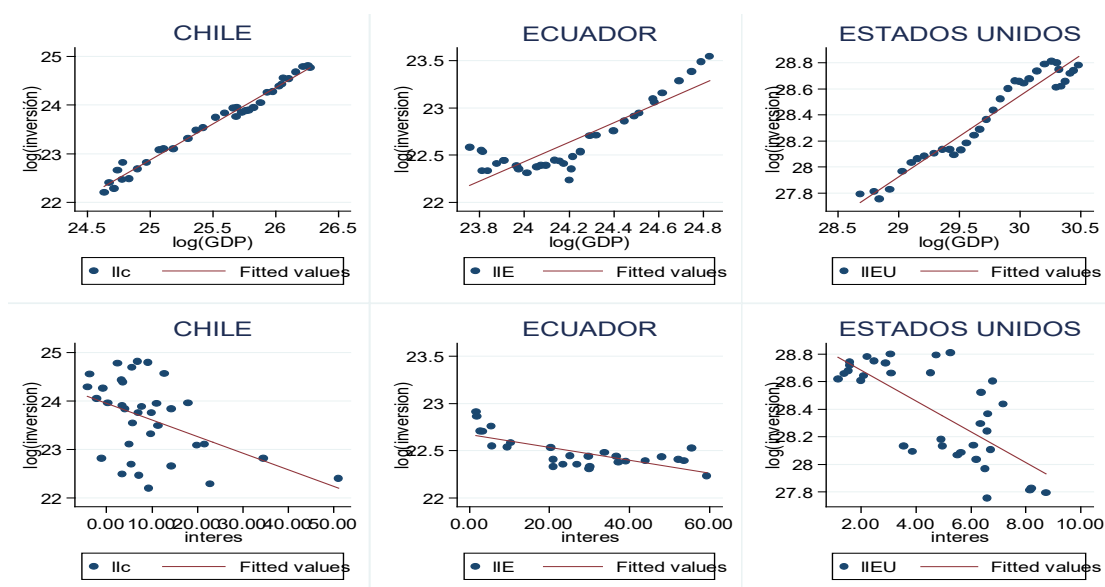 CHILE
25
24
23
22
log(inversión)
24.5 25 25.5 26 26.5
log(GDP)
IIc Fitted values
ECUADOR
23.5
23
22.5
22
log(inversion)
23.8 24 24.2 24.4 24.6 24.8
log(GDP)
IIE Fitted values
ESTADOS UNIDOS
28.8
28.6
28.4
28.2
28
27.8
log(inversion)
28.5 29 29.5 30 30.5
log(GDP)
IIEU Fitted values
CHILE
25
24
23
22
log(inversion)
0.00 10.00 20.00 30.00 40.00 50.00
interes
IIc Fitted values
ECUADOR
23.5
23
22.5
22
log(inversion)
0.00 20.00 40.00 60.00
interes
IIE Fitted values
ESTADOS UNIDOS
28.8
28.6
28.4
28.2
28
27.8
log(inversion)
2.00 4.00 6.00 8.00 10.00
interes
IIEU Fitted values